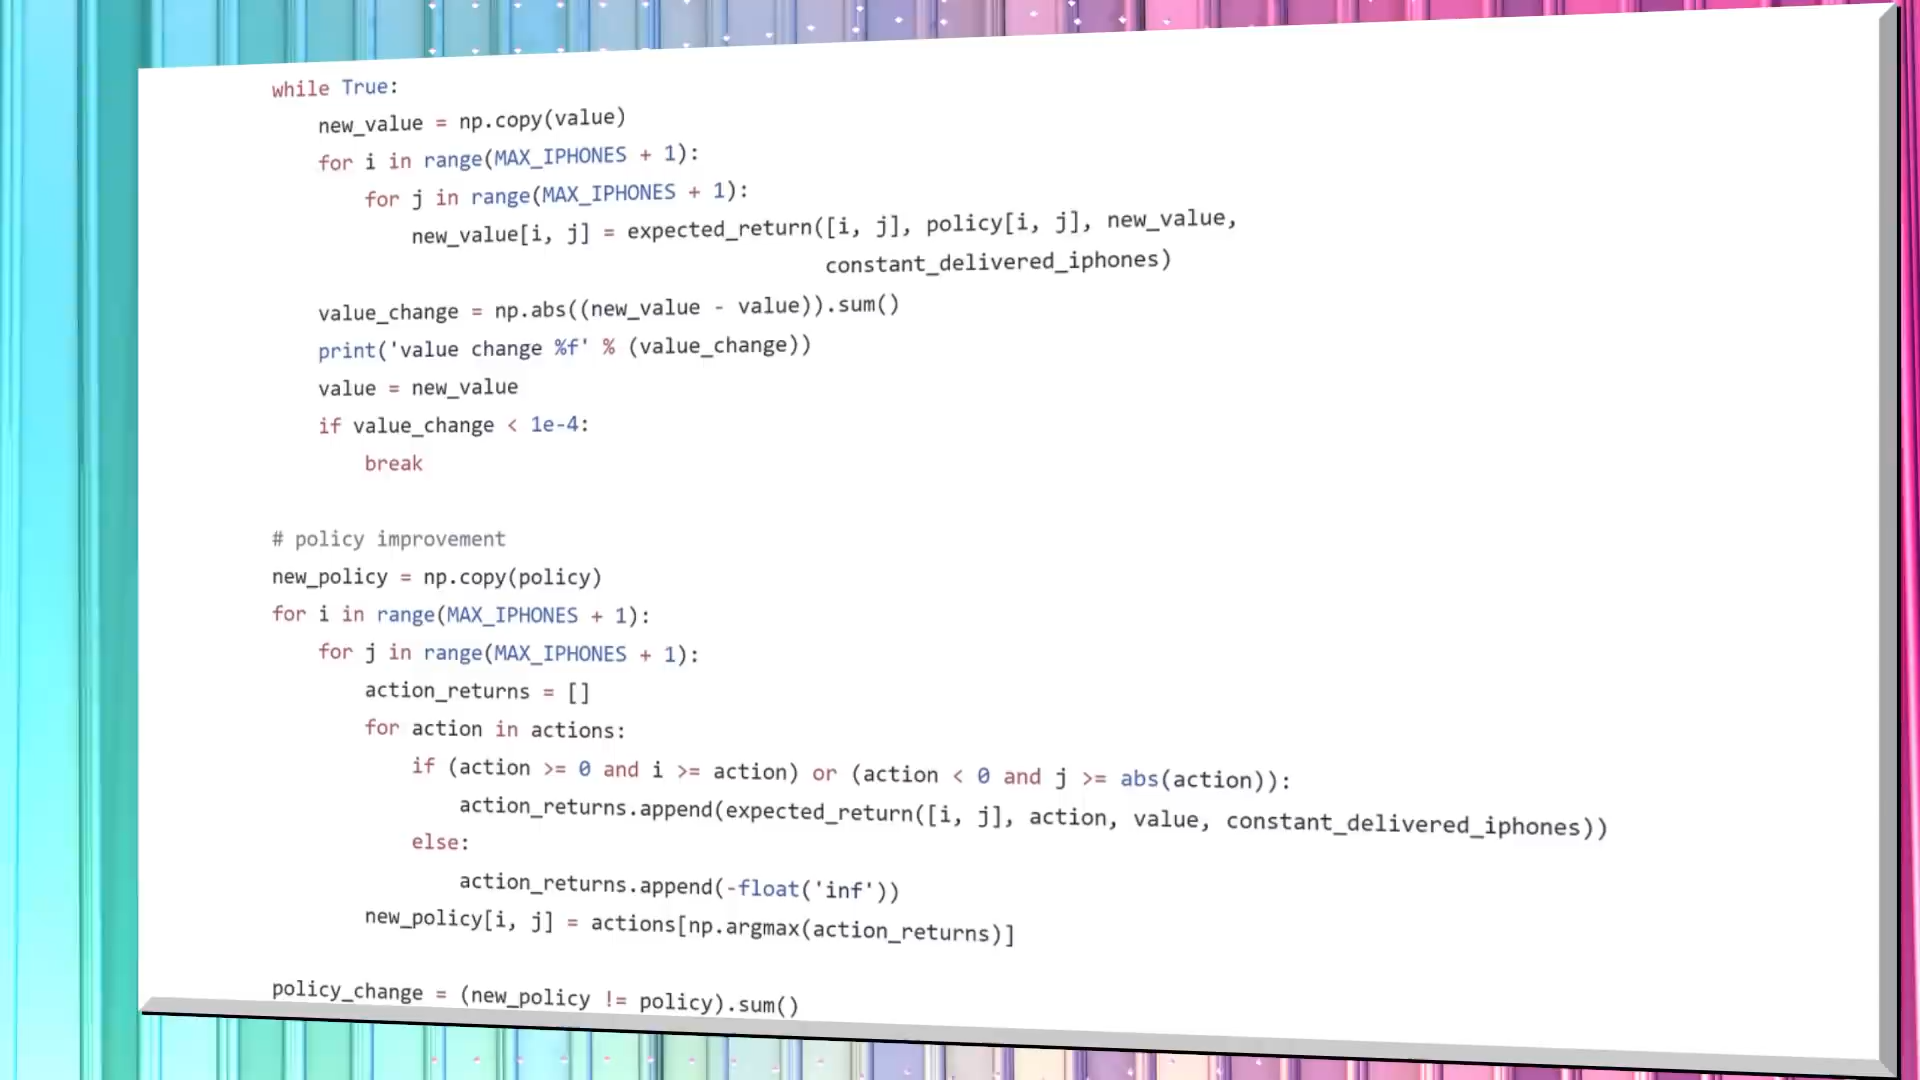 while True:
new_value = np.copy(value)
for i in range(MAX_IPHONES + 1):
for j in range(MAX_IPHONES + 1):
new_value[i, j] = expected_return([i, j], policy[i, j], new_value,
constant_delivered_iphones)
value_change = np.abs((new_value - value)).sum()
print('value change %f' % (value_change))
value = new_value
if value_change < 1e-4:
break
# policy improvement
new_policy = np.copy(policy)
for i in range(MAX_IPHONES + 1):
for j in range(MAX_IPHONES + 1):
action_returns = []
for action in actions:
if (action >= 0 and i >= action) or (action < 0 and j >= abs(action)):
action_returns.append(expected_return([i, j], action, value, constant_delivered_iphones))
else:
action_returns.append(-float('inf'))
new_policy[i, j] = actions[np.argmax(action_returns)]
policy_change = (new_policy != policy).sum()